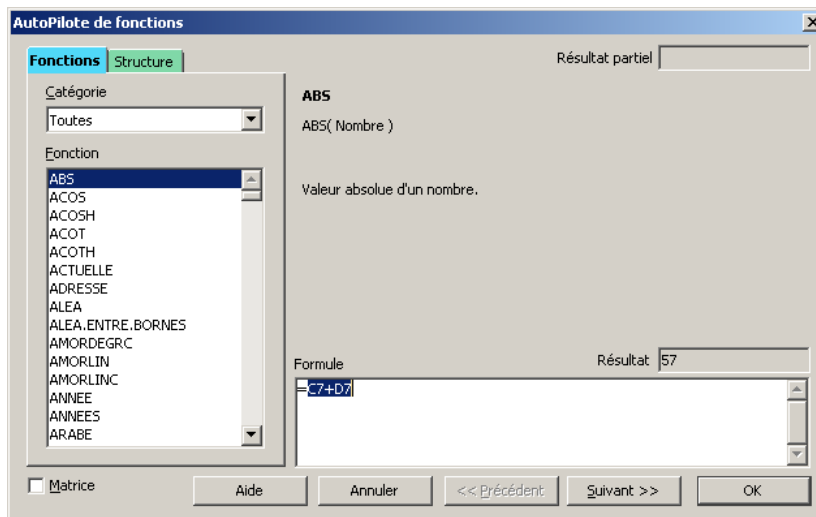 AutoPilote de fonctions
Fonctions Structure
Résultat partiel
Catégorie
Toutes
Fonction
ABS
ACOS
ACOSH
ACOT
ACOTH
ACTUELLE
ADRESSE
ALEA
ALEA.ENTRE.BORNES
AMORDEGRC
AMORLIN
AMORLINC
ANNEE
ANNEES
ARABE
ABS
ABS( Nombre )
Valeur absolue d'un nombre.
Formule
Résultat 57
=C7+D7
Matrice
Aide
Annuler
<< Précédent
Suivant >>
OK